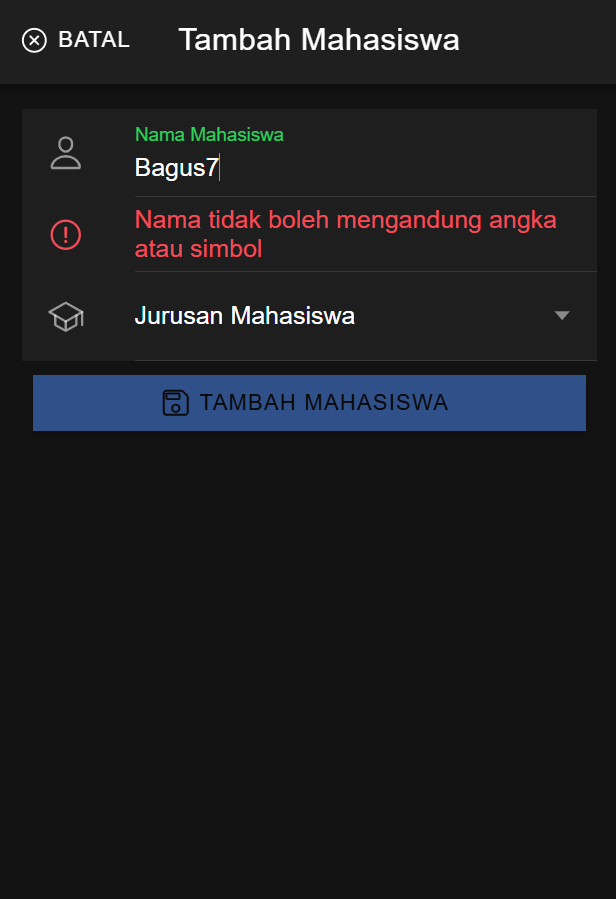 BATAL Tambah Mahasiswa
Nama Mahasiswa
Bagus7
Nama tidak boleh mengandung angka
atau simbol
Jurusan Mahasiswa
TAMBAH MAHASISWA